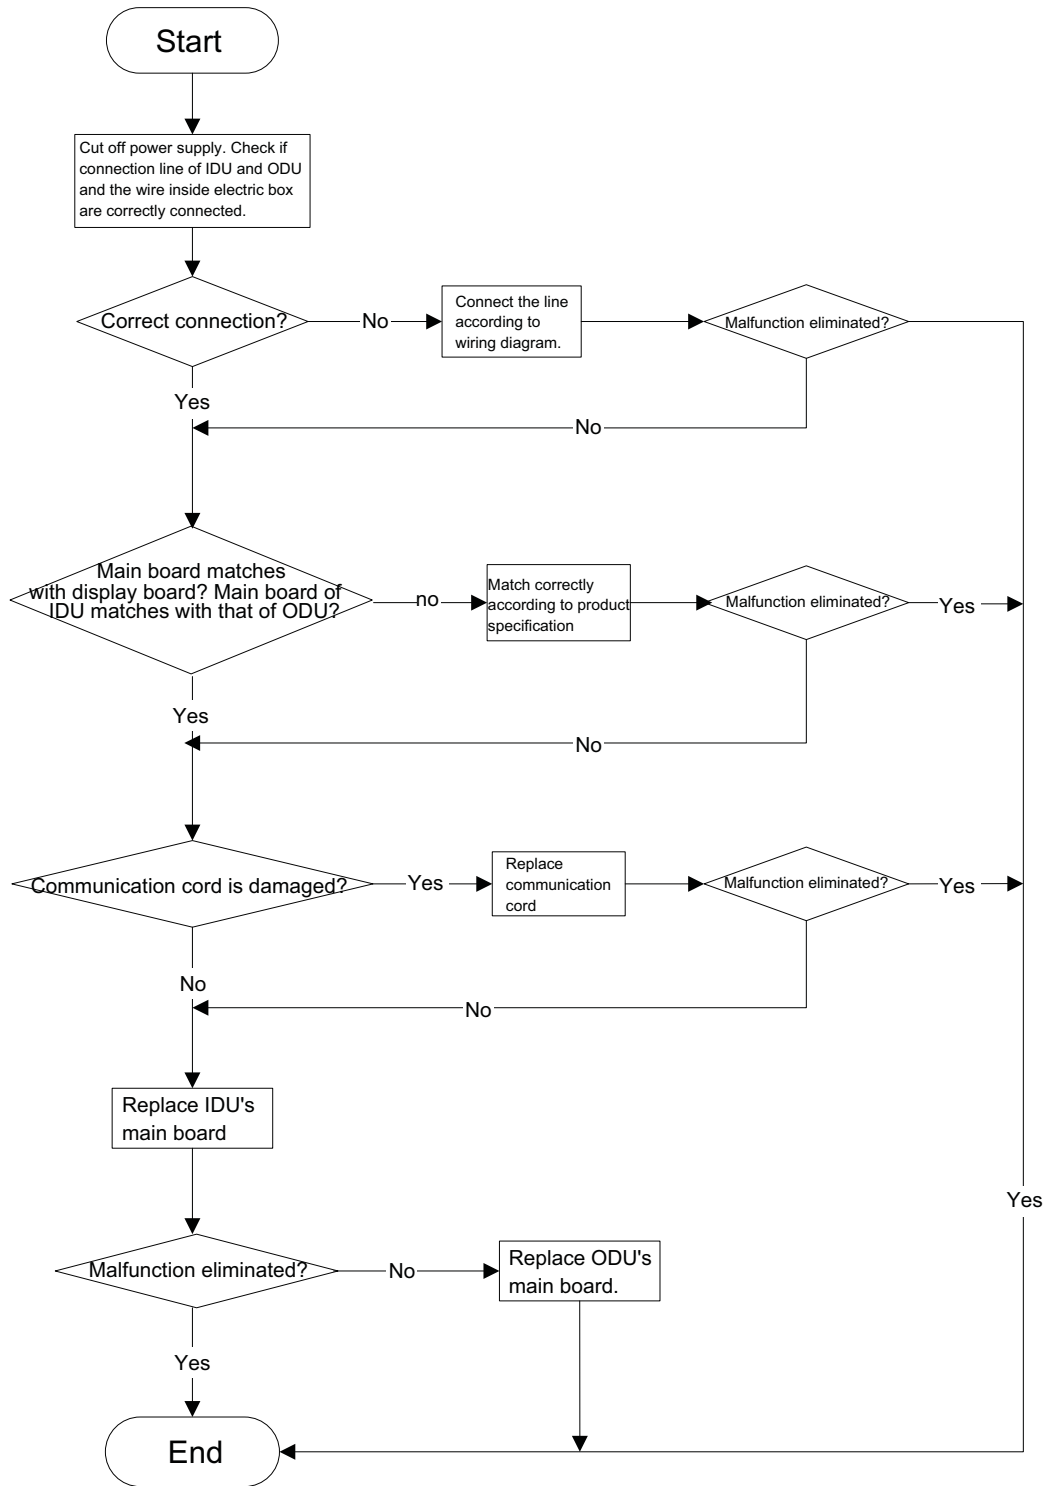 Start
Cut off power supply. Check if
connection line of IDU and ODU
and the wire inside electric box
are correctly connected.
Correct connection?
No
Connect the line
according to
wiring diagram.
Malfunction eliminated?
Yes
No
Main board matches
with display board? Main board of
IDU matches with that of ODU?
no
Match correctly
according to product
specification
Malfunction eliminated?
Yes
Yes
No
Communication cord is damaged?
Yes
Replace
communication
cord
Malfunction eliminated?
Yes
No
No
Replace IDU's
main board
Yes
Malfunction eliminated?
No
Replace ODU's
main board.
Yes
End